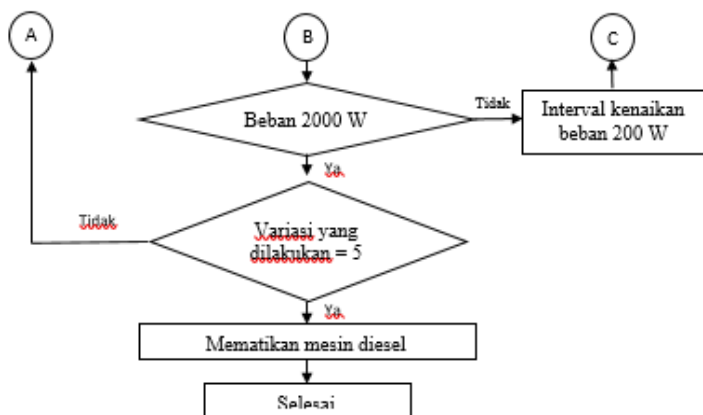 A
B
C
Beban 2000 W
Tidak
Interval kenaikan
beban 200 W
Ya
Tidak
Variasi yang
dilakukan = 5
Ya
Mematikan mesin diesel
Selesai